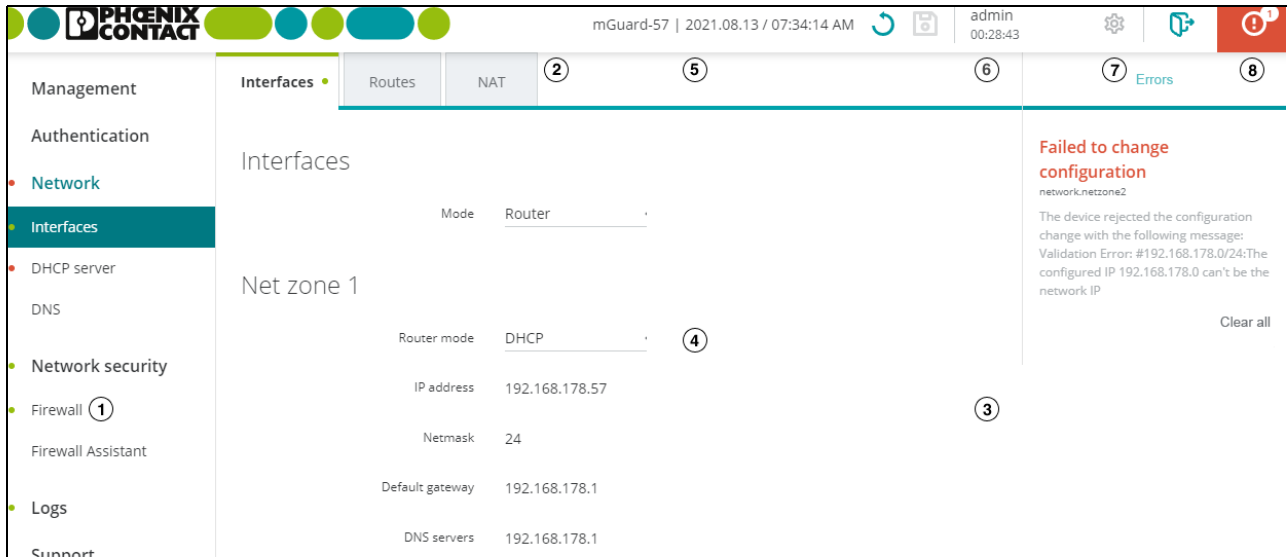 PHŒNIX
CONTACT
mGuard-57 | 2021.08.13 / 07:34:14 AM
admin
00:28:43
1
Management
Authentication
Network
Interfaces
DHCP server
DNS
Network security
Firewall 1
Firewall Assistant
Logs
Support
Interfaces
Routes
NAT
2
5
6
7
Errors
8
Interfaces
Mode Router
Net zone 1
Router mode DHCP
4
IP address 192.168.178.57
3
Netmask 24
Default gateway 192.168.178.1
DNS servers 192.168.178.1
Failed to change
configuration
network.netzone2
The device rejected the configuration
change with the following message:
Validation Error: #192.168.178.0/24:The
configured IP 192.168.178.0 can't be the
network IP
Clear all